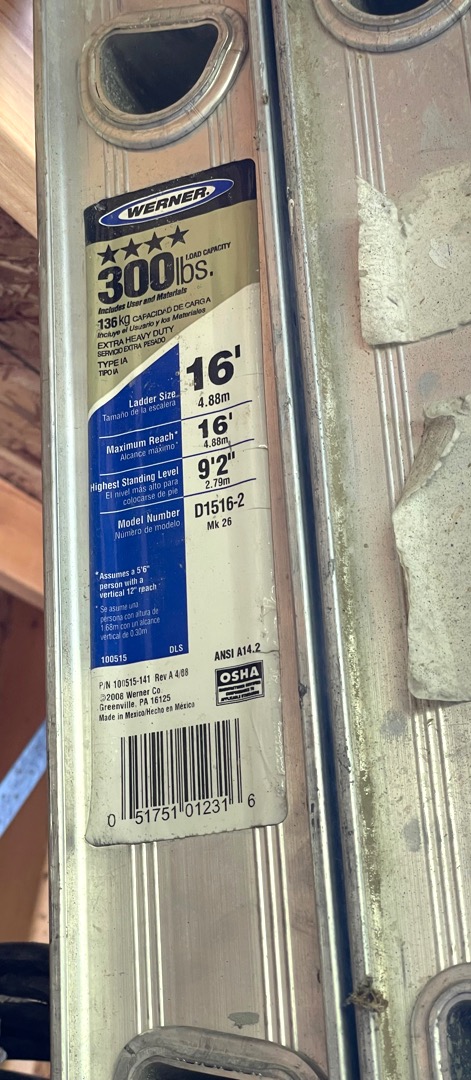 WERNER.
300 lbs. LOAD CAPACITY
Includes User and Materials
136kg CAPACIDAD DE CARGA
Incluye el Usuario y los Materiales
EXTRA HEAVY DUTY
SERVICIO EXTRA PESADO
TYPE IA
TIPO IA
Ladder Size 16'
Tamaño de la escalera 4.88m
Maximum Reach* 16'
Alcance máximo* 4.88m
Highest Standing Level 9'2"
El nivel más alto para 2.79m
colocarse de pie
Model Number D1516-2
Número de modelo Mk 26
*Assumes a 5'6"
person with a
vertical 12" reach
* Se asume una
persona con altura de
1.68m con un alcance
vertical de 0.30m
100515 DLS ANSI A14.2
P/N 100515-141 Rev A 4/08
©2008 Werner Co.
Greenville, PA 16125
Made in Mexico/Hecho en México
OSHA
0 51751 01231 6